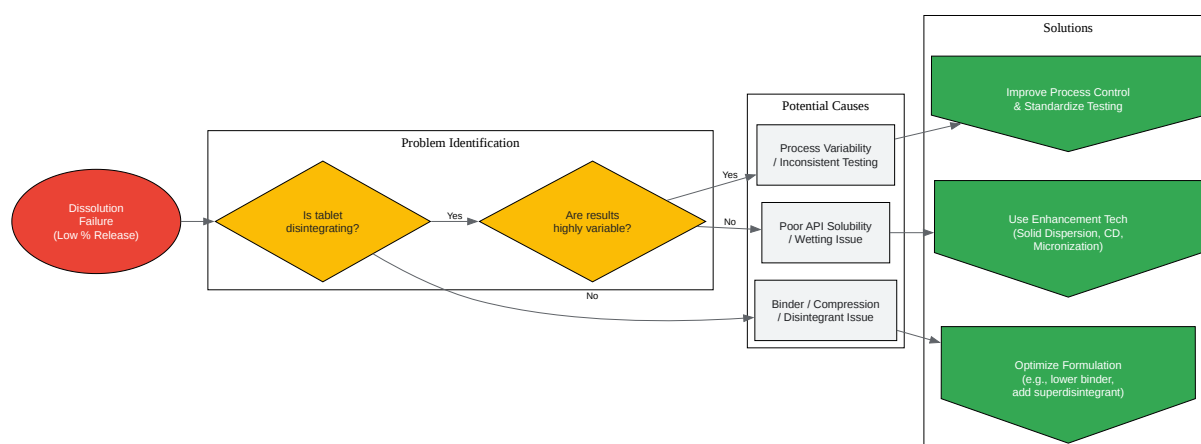 Solutions
Improve Process Control
& Standardize Testing
Potential Causes
Process Variability
/ Inconsistent Testing
Problem Identification
Dissolution
Failure
(Low % Release)
Is tablet
disintegrating?
Yes
Are results
highly variable?
Yes
No
Poor API Solubility
/ Wetting Issue
Use Enhancement Tech
(Solid Dispersion, CD,
Micronization)
No
Binder / Compression
/ Disintegrant Issue
Optimize Formulation
(e.g., lower binder,
add superdisintegrant)